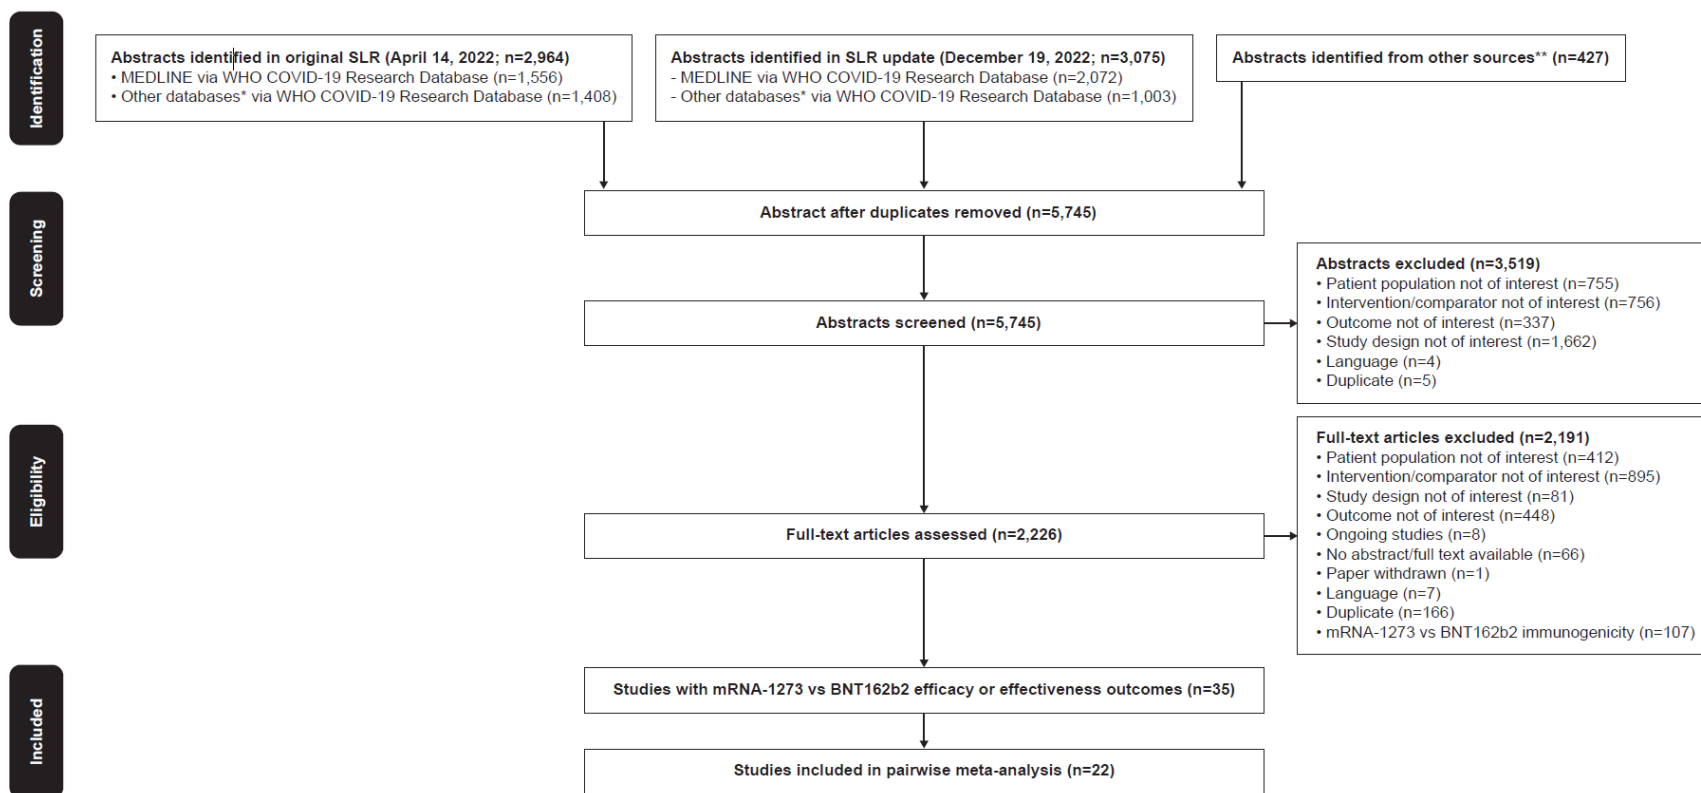 Identification
Abstracts identified in original SLR (April 14, 2022; n=2,964)
• MEDLINE via WHO COVID-19 Research Database (n=1,556)
• Other databases* via WHO COVID-19 Research Database (n=1,408)
Abstracts identified in SLR update (December 19, 2022; n=3,075)
- MEDLINE via WHO COVID-19 Research Database (n=2,072)
- Other databases* via WHO COVID-19 Research Database (n=1,003)
Abstracts identified from other sources** (n=427)
Screening
Abstract after duplicates removed (n=5,745)
Abstracts screened (n=5,745)
Abstracts excluded (n=3,519)
• Patient population not of interest (n=755)
• Intervention/comparator not of interest (n=756)
• Outcome not of interest (n=337)
• Study design not of interest (n=1,662)
• Language (n=4)
• Duplicate (n=5)
Eligibility
Full-text articles assessed (n=2,226)
Full-text articles excluded (n=2,191)
• Patient population not of interest (n=412)
• Intervention/comparator not of interest (n=895)
• Study design not of interest (n=81)
• Outcome not of interest (n=448)
• Ongoing studies (n=8)
• No abstract/full text available (n=66)
• Paper withdrawn (n=1)
• Language (n=7)
• Duplicate (n=166)
• mRNA-1273 vs BNT162b2 immunogenicity (n=107)
Included
Studies with mRNA-1273 vs BNT162b2 efficacy or effectiveness outcomes (n=35)
Studies included in pairwise meta-analysis (n=22)